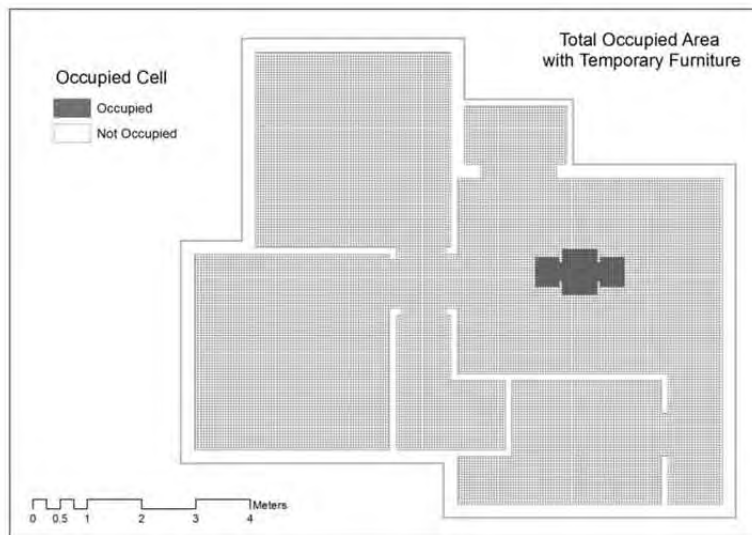 Total Occupied Area
with Temporary Furniture
Occupied Cell
Occupied
Not Occupied
Meters
0 0.5 1 2 3 4